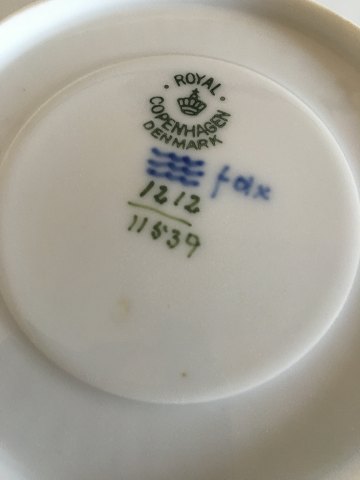 ROYAL
COPENHAGEN
DENMARK
fax
1212
11539